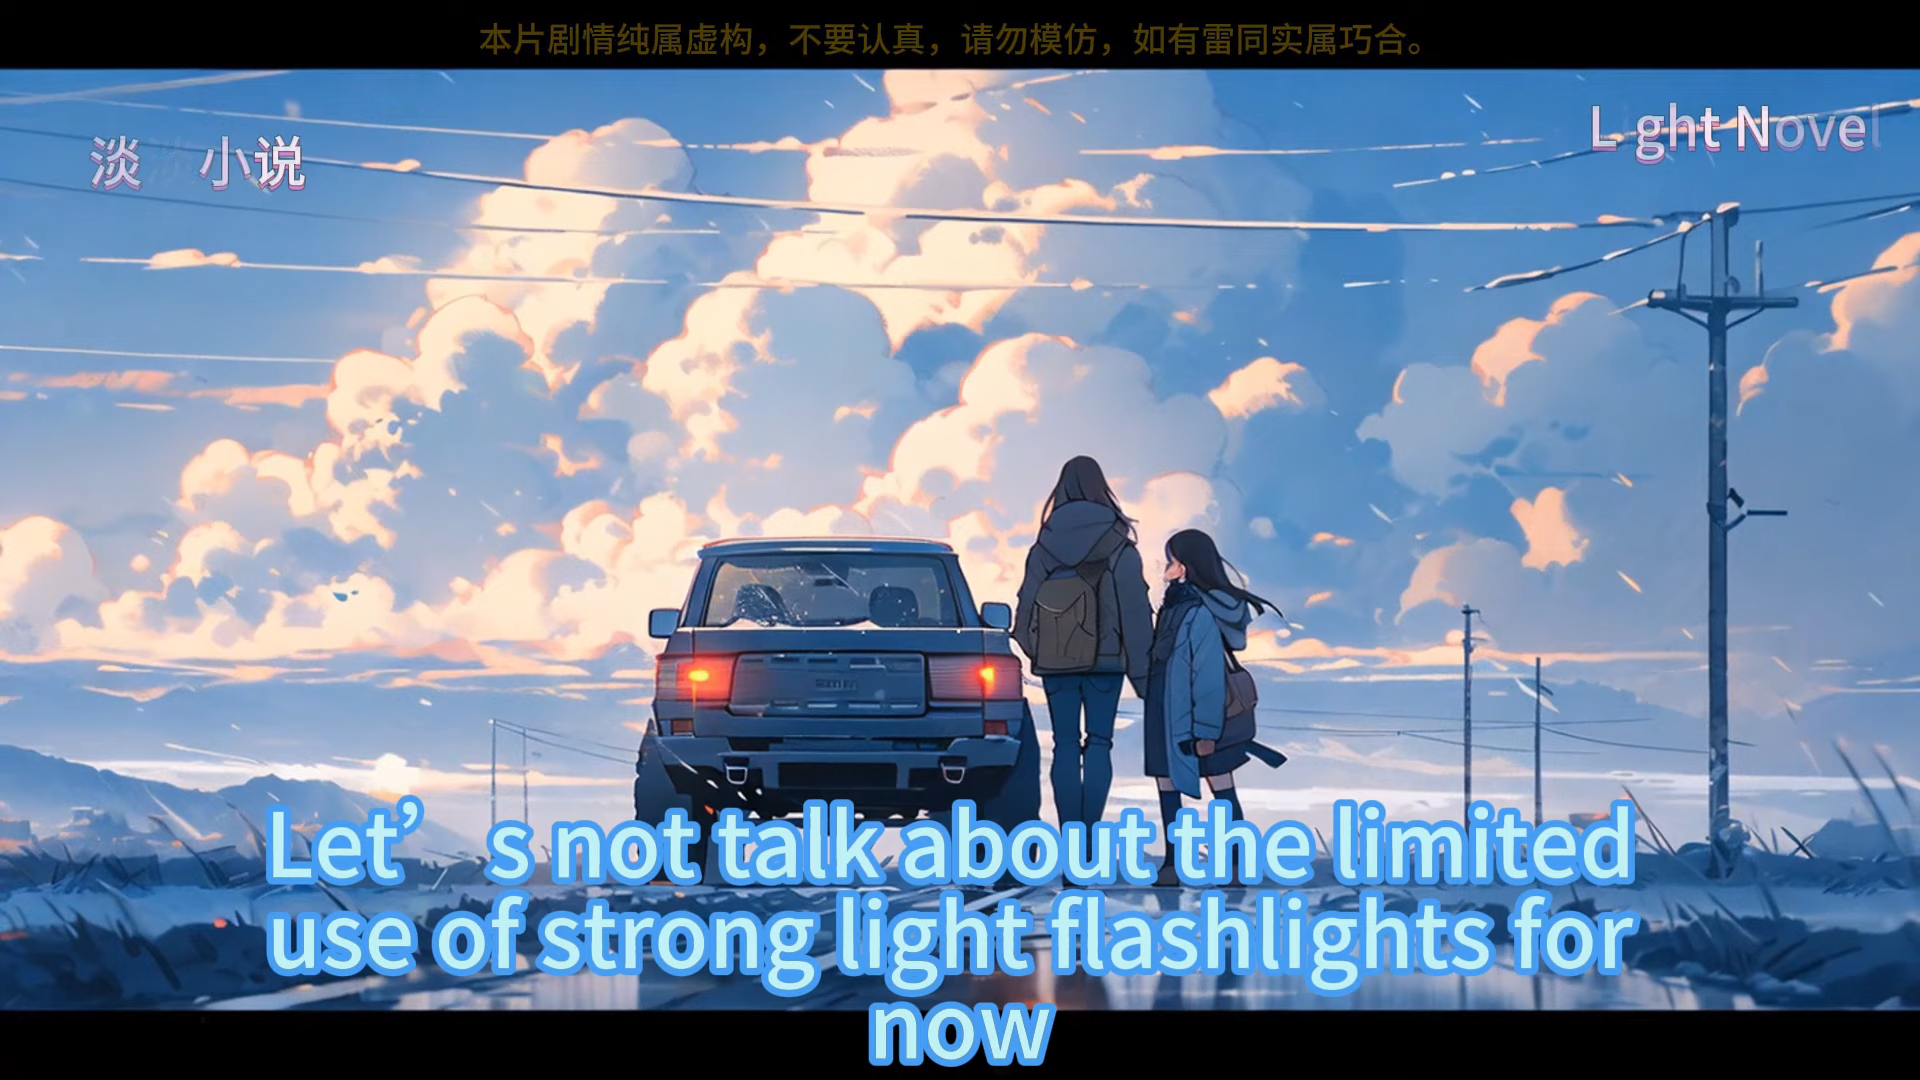 本片剧情纯属虚构，不要认真，请勿模仿，如有雷同实属巧合。
淡 小说
L ght Novel
Let’s not talk about the limited
use of strong light flashlights for
now